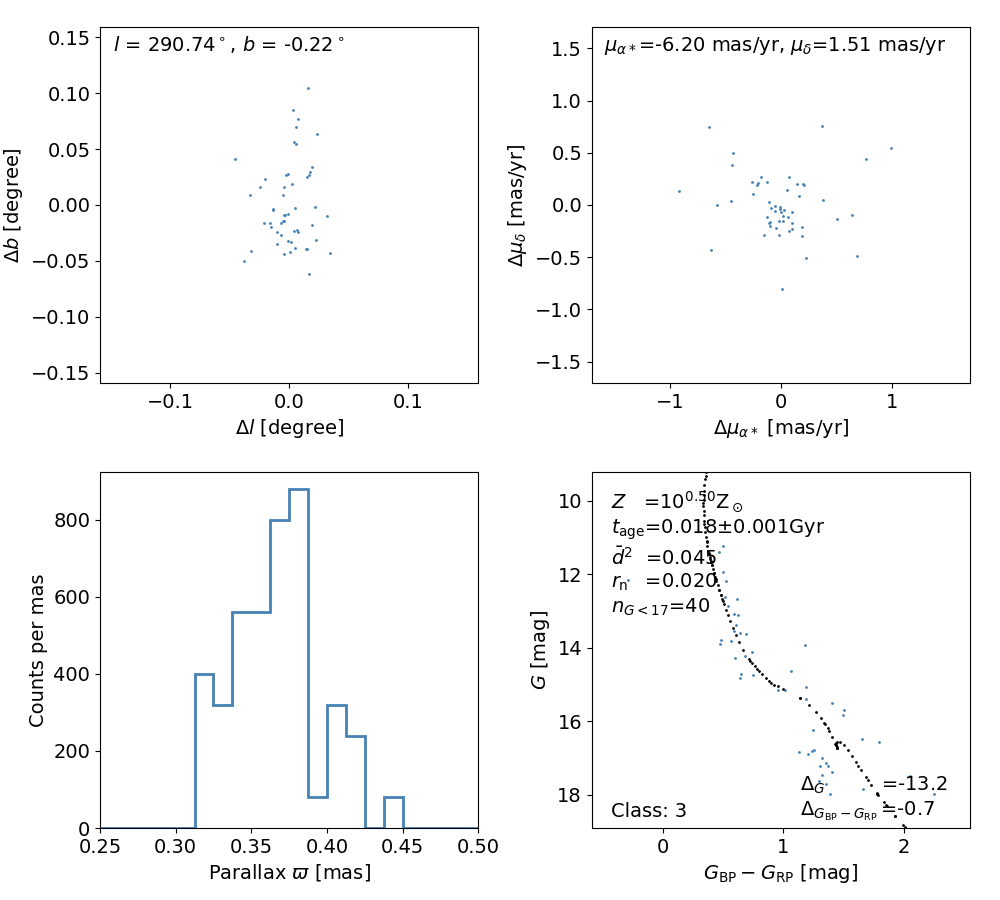 l = 290.74°, b = -0.22°
0.15
0.10
0.05
0.00
−0.05
−0.10
−0.15
Δb [degree]
−0.1 0.0 0.1
Δl [degree]
μα*=-6.20 mas/yr, μδ=1.51 mas/yr
1.5
1.0
0.5
0.0
−0.5
−1.0
−1.5
Δμδ [mas/yr]
−1 0 1
Δμα* [mas/yr]
800
600
400
200
0
Counts per mas
0.25 0.30 0.35 0.40 0.45 0.50
Parallax ϖ [mas]
10
12
14
16
18
G [mag]
Z =10^0.50 Z⊙
t_age=0.018±0.001Gyr
d̄² =0.045
r_n =0.020
n_G<17=40
Δ_G =-13.2
Δ_GBP−GRP =-0.7
Class: 3
0 1 2
G_BP − G_RP [mag]